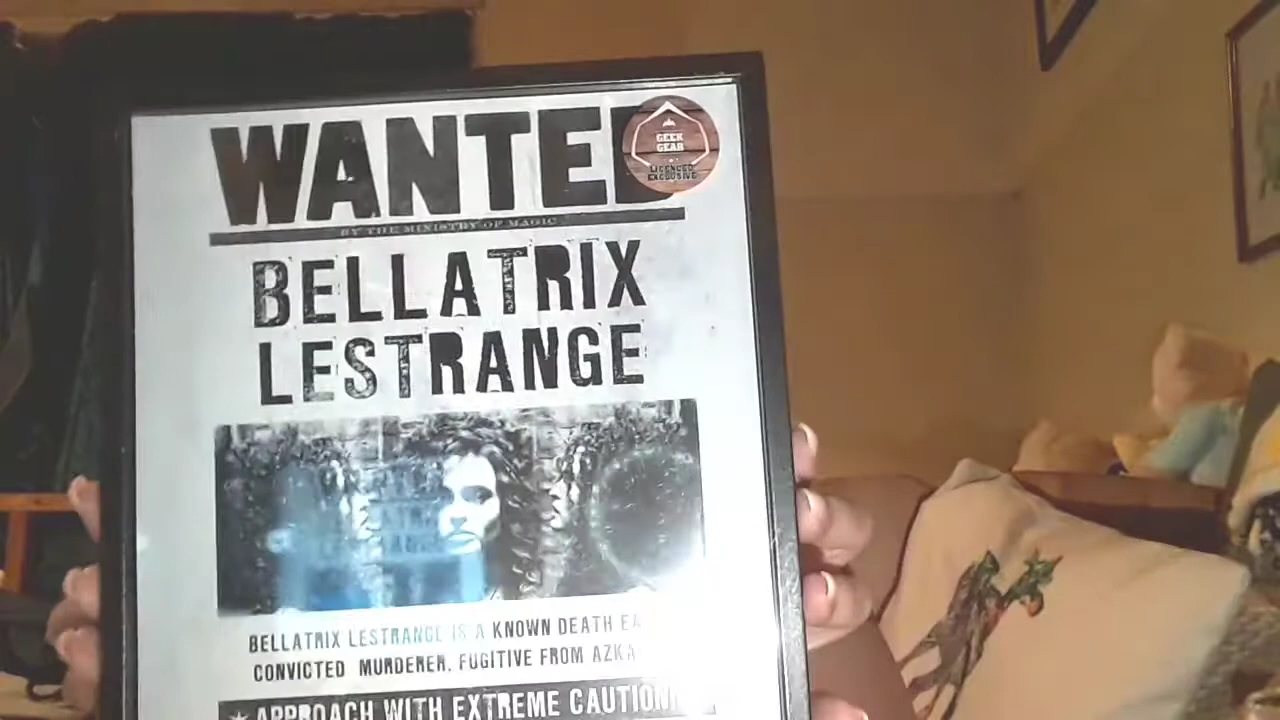 WANTED
GEEK
GEAR
LICENCED
EXCLUSIVE
BY THE MINISTRY OF MAGIC
BELLATRIX
LESTRANGE
BELLATRIX LESTRANGE IS A KNOWN DEATH EA
CONVICTED MURDERER, FUGITIVE FROM AZKA
APPROACH WITH EXTREME CAUTION!